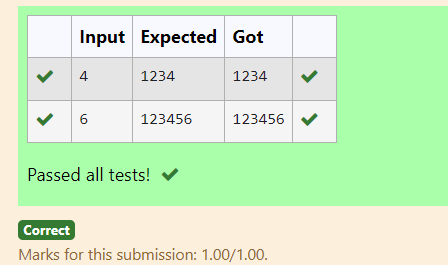 Input Expected Got
4 1234 1234
6 123456 123456
Passed all tests!
Correct
Marks for this submission: 1.00/1.00.